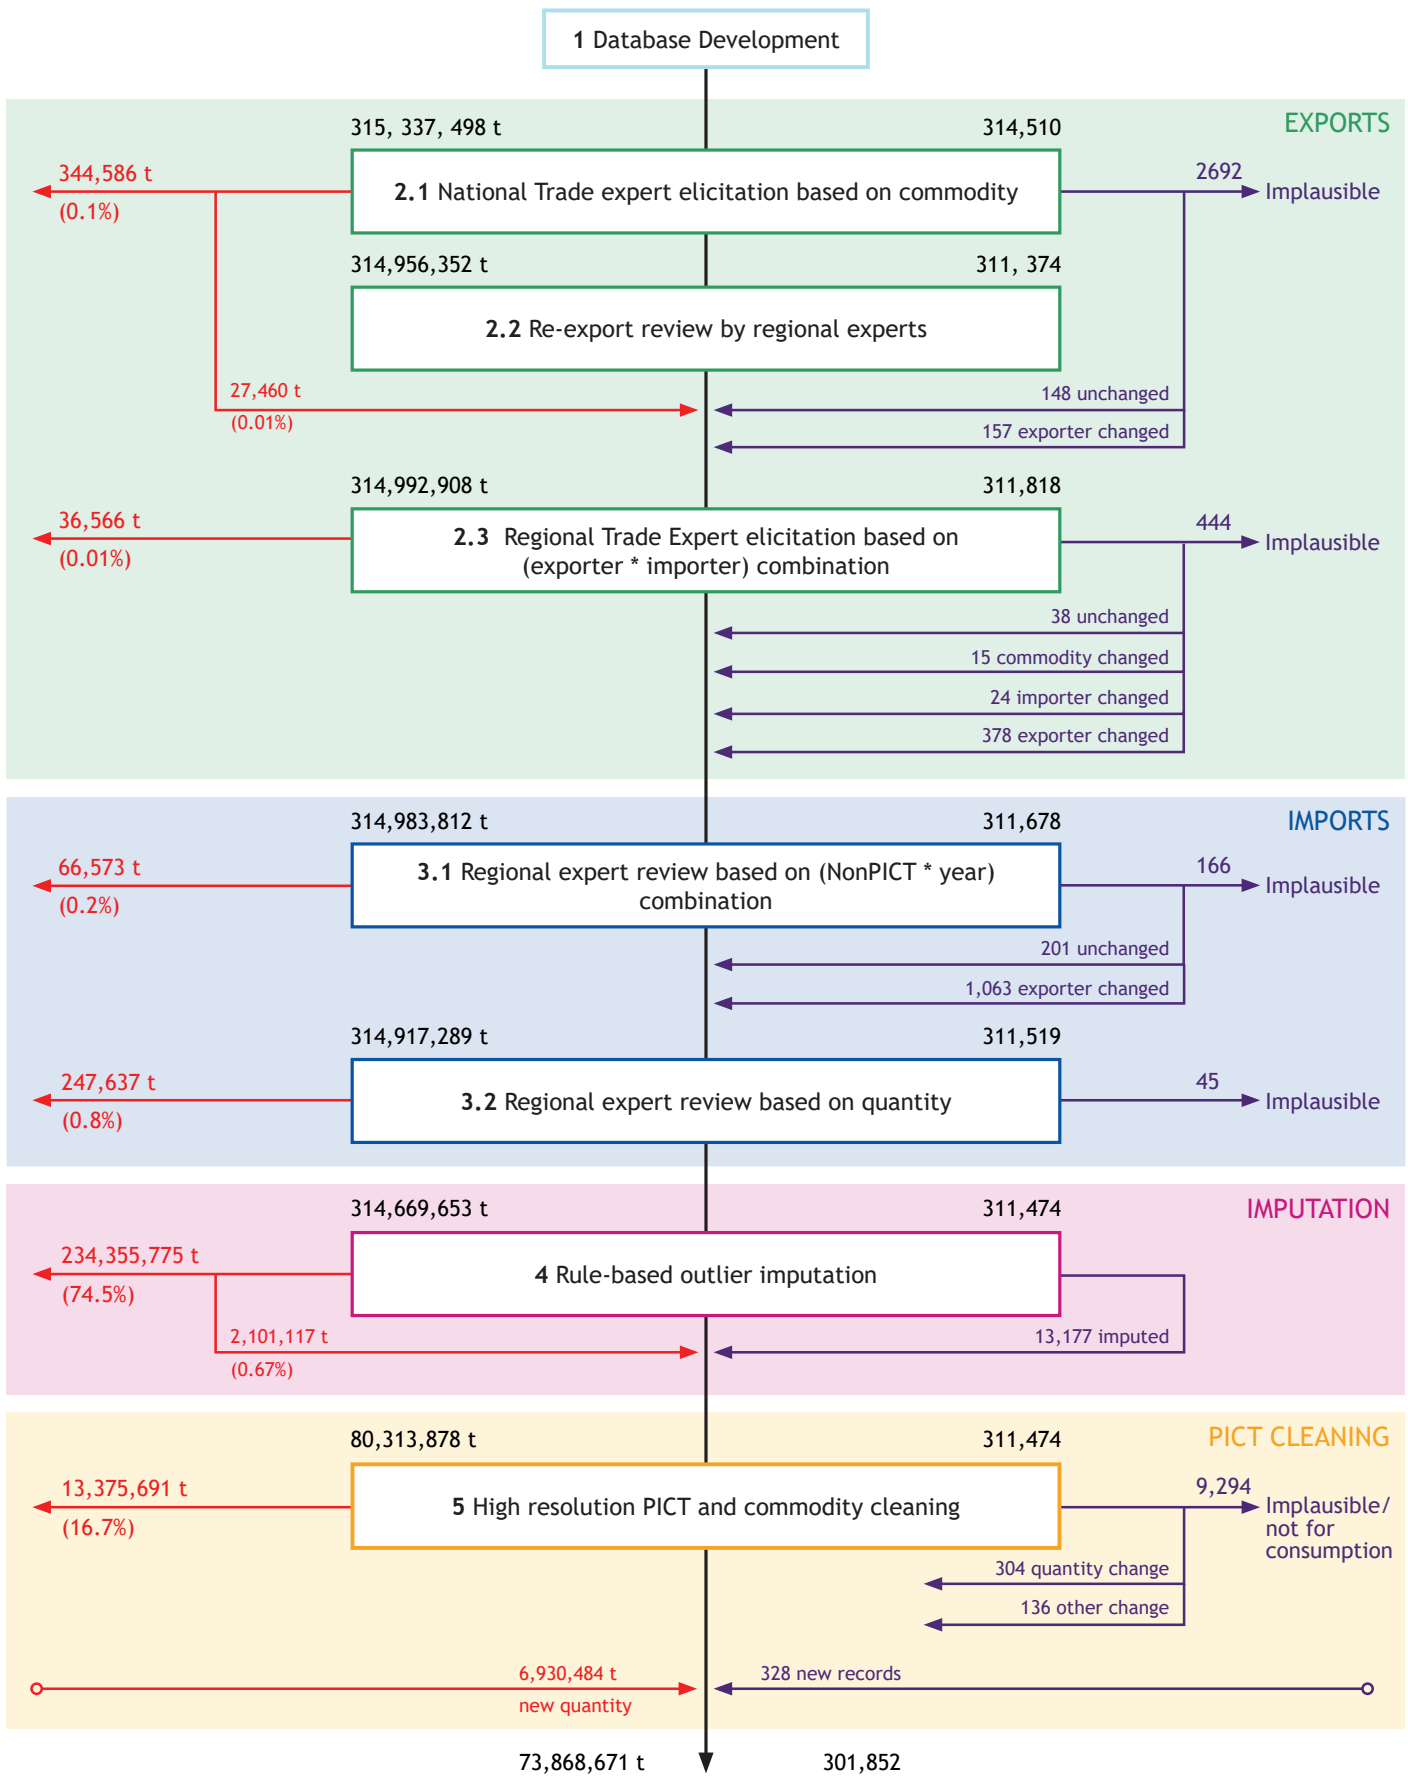 1 Database Development
EXPORTS
315, 337, 498 t
314,510
344,586 t
(0.1%)
2.1 National Trade expert elicitation based on commodity
2692
Implausible
314,956,352 t
311, 374
2.2 Re-export review by regional experts
27,460 t
(0.01%)
148 unchanged
157 exporter changed
314,992,908 t
311,818
36,566 t
(0.01%)
2.3 Regional Trade Expert elicitation based on
(exporter * importer) combination
444
Implausible
38 unchanged
15 commodity changed
24 importer changed
378 exporter changed
IMPORTS
314,983,812 t
311,678
66,573 t
(0.2%)
3.1 Regional expert review based on (NonPICT * year)
combination
166
Implausible
201 unchanged
1,063 exporter changed
314,917,289 t
311,519
247,637 t
(0.8%)
3.2 Regional expert review based on quantity
45
Implausible
IMPUTATION
314,669,653 t
311,474
234,355,775 t
(74.5%)
4 Rule-based outlier imputation
2,101,117 t
(0.67%)
13,177 imputed
PICT CLEANING
80,313,878 t
311,474
13,375,691 t
(16.7%)
5 High resolution PICT and commodity cleaning
9,294
Implausible/
not for
consumption
304 quantity change
136 other change
6,930,484 t
new quantity
328 new records
73,868,671 t
301,852